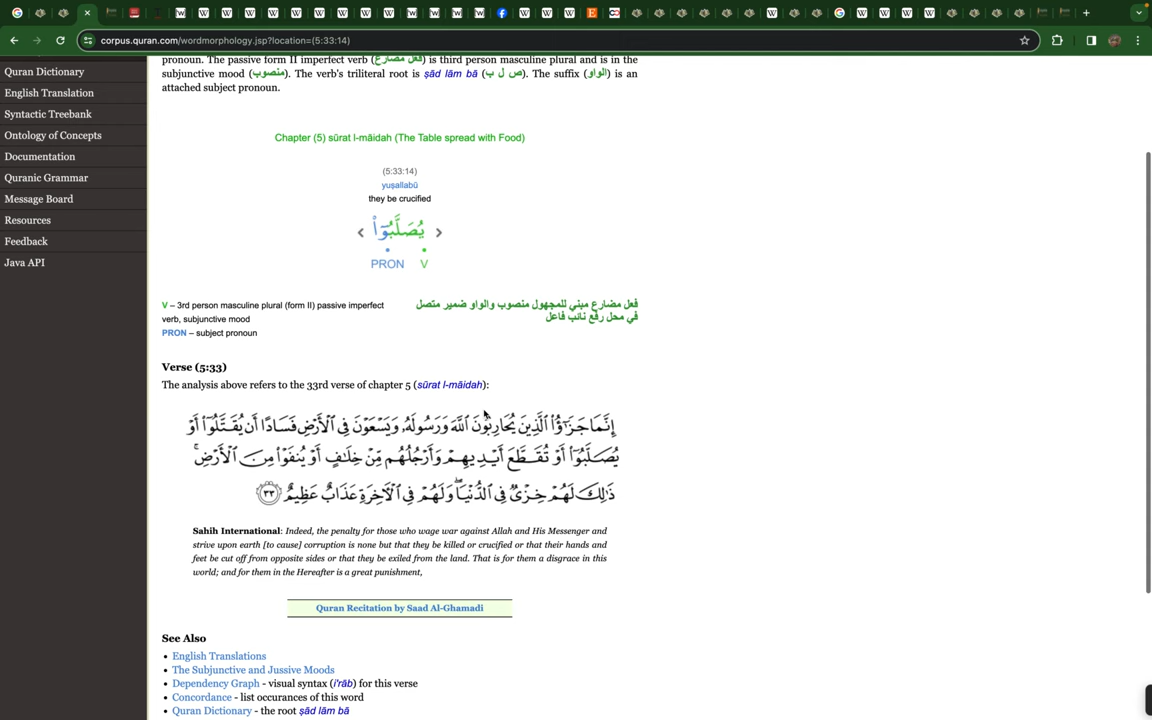 corpus.quran.com/wordmorphology.jsp?location=(5:33:14)
Quran Dictionary
English Translation
Syntactic Treebank
Ontology of Concepts
Documentation
Quranic Grammar
Message Board
Resources
Feedback
Java API
pronoun. The passive form II imperfect verb (فعل مضارع) is third person masculine plural and is in the
subjunctive mood (منصوب). The verb's triliteral root is ṣād lām bā (ص ل ب). The suffix (الواو) is an
attached subject pronoun.
Chapter (5) sūrat l-māidah (The Table spread with Food)
(5:33:14)
yuṣallabū
they be crucified
يُصَلَّبُوٓا۟
PRON V
V – 3rd person masculine plural (form II) passive imperfect
verb, subjunctive mood
PRON – subject pronoun
فعل مضارع مبني للمجهول منصوب والواو ضمير متصل
في محل رفع نائب فاعل
Verse (5:33)
The analysis above refers to the 33rd verse of chapter 5 (sūrat l-māidah):
إِنَّمَا جَزَٰٓؤُا۟ ٱلَّذِينَ يُحَارِبُونَ ٱللَّهَ وَرَسُولَهُۥ وَيَسْعَوْنَ فِى ٱلْأَرْضِ فَسَادًا أَن يُقَتَّلُوٓا۟ أَوْ
يُصَلَّبُوٓا۟ أَوْ تُقَطَّعَ أَيْدِيهِمْ وَأَرْجُلُهُم مِّنْ خِلَٰفٍ أَوْ يُنفَوْا۟ مِنَ ٱلْأَرْضِ ۚ
ذَٰلِكَ لَهُمْ خِزْىٌ فِى ٱلدُّنْيَا ۖ وَلَهُمْ فِى ٱلْءَاخِرَةِ عَذَابٌ عَظِيمٌ ٣٣
Sahih International: Indeed, the penalty for those who wage war against Allah and His Messenger and
strive upon earth [to cause] corruption is none but that they be killed or crucified or that their hands and
feet be cut off from opposite sides or that they be exiled from the land. That is for them a disgrace in this
world; and for them in the Hereafter is a great punishment,
Quran Recitation by Saad Al-Ghamadi
See Also
English Translations
The Subjunctive and Jussive Moods
Dependency Graph - visual syntax (i'rāb) for this verse
Concordance - list occurances of this word
Quran Dictionary - the root ṣād lām bā